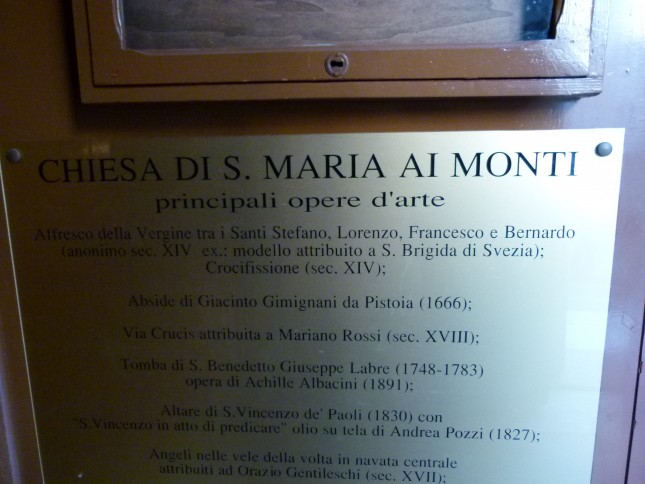 CHIESA DI S. MARIA AI MONTI
principali opere d'arte
Affresco della Vergine tra i Santi Stefano, Lorenzo, Francesco e Bernardo
(anonimo sec. XIV ex.: modello attribuito a S. Brigida di Svezia);
Crocifissione (sec. XIV);
Abside di Giacinto Gimignani da Pistoia (1666);
Via Crucis attribuita a Mariano Rossi (sec. XVIII);
Tomba di S. Benedetto Giuseppe Labre (1748-1783)
opera di Achille Albacini (1891);
Altare di S.Vincenzo de' Paoli (1830) con
"S.Vincenzo in atto di predicare" olio su tela di Andrea Pozzi (1827);
Angeli nelle vele della volta in navata centrale
attribuiti ad Orazio Gentileschi (sec. XVII);